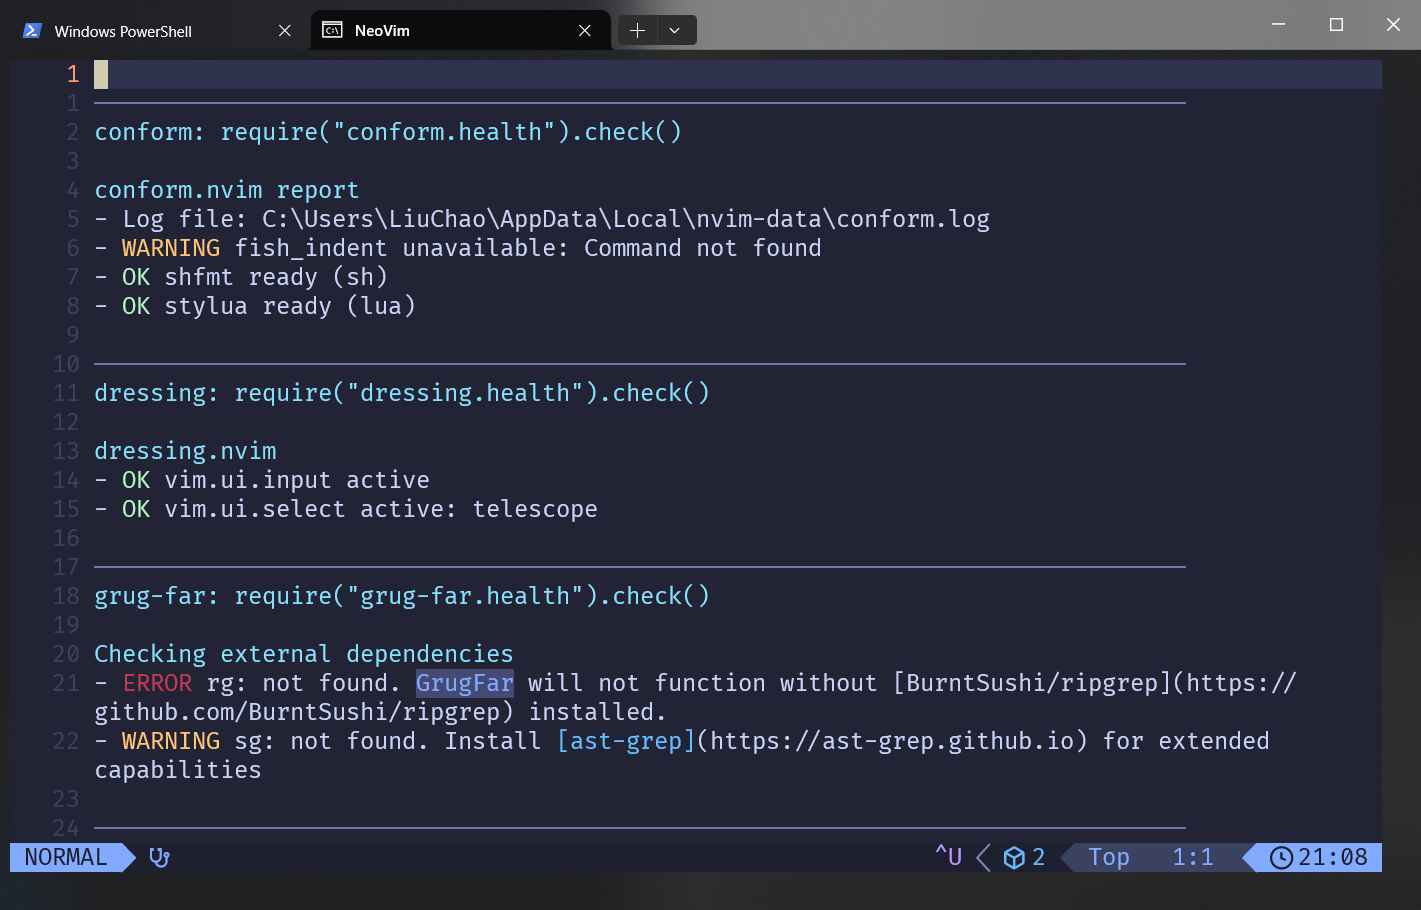 Windows PowerShell
NeoVim
1
1
2 conform: require("conform.health").check()
3
4 conform.nvim report
5 - Log file: C:\Users\LiuChao\AppData\Local\nvim-data\conform.log
6 - WARNING fish_indent unavailable: Command not found
7 - OK shfmt ready (sh)
8 - OK stylua ready (lua)
9
10
11 dressing: require("dressing.health").check()
12
13 dressing.nvim
14 - OK vim.ui.input active
15 - OK vim.ui.select active: telescope
16
17
18 grug-far: require("grug-far.health").check()
19
20 Checking external dependencies
21 - ERROR rg: not found. GrugFar will not function without [BurntSushi/ripgrep](https://
github.com/BurntSushi/ripgrep) installed.
22 - WARNING sg: not found. Install [ast-grep](https://ast-grep.github.io) for extended
capabilities
23
24
NORMAL ^U 2 Top 1:1 21:08